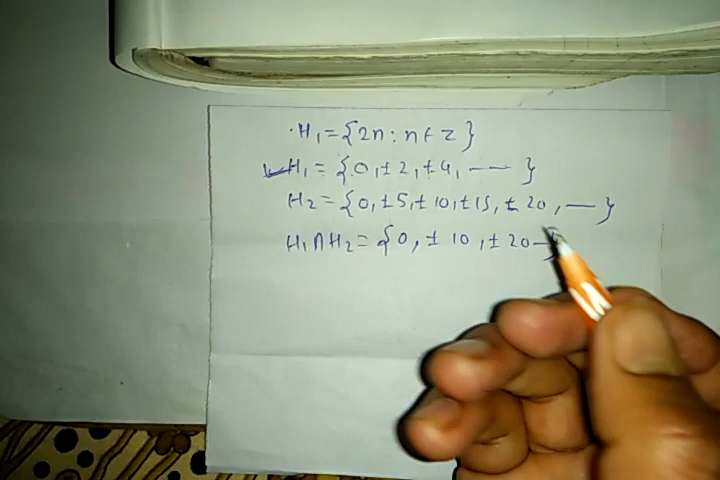 H₁ = {2n : n ∈ z}
H₁ = {0, ±2, ±4, —— }
H₂ = {0, ±5, ±10, ±15, ±20, — }
H₁∩H₂ = {0, ±10, ±20 — }